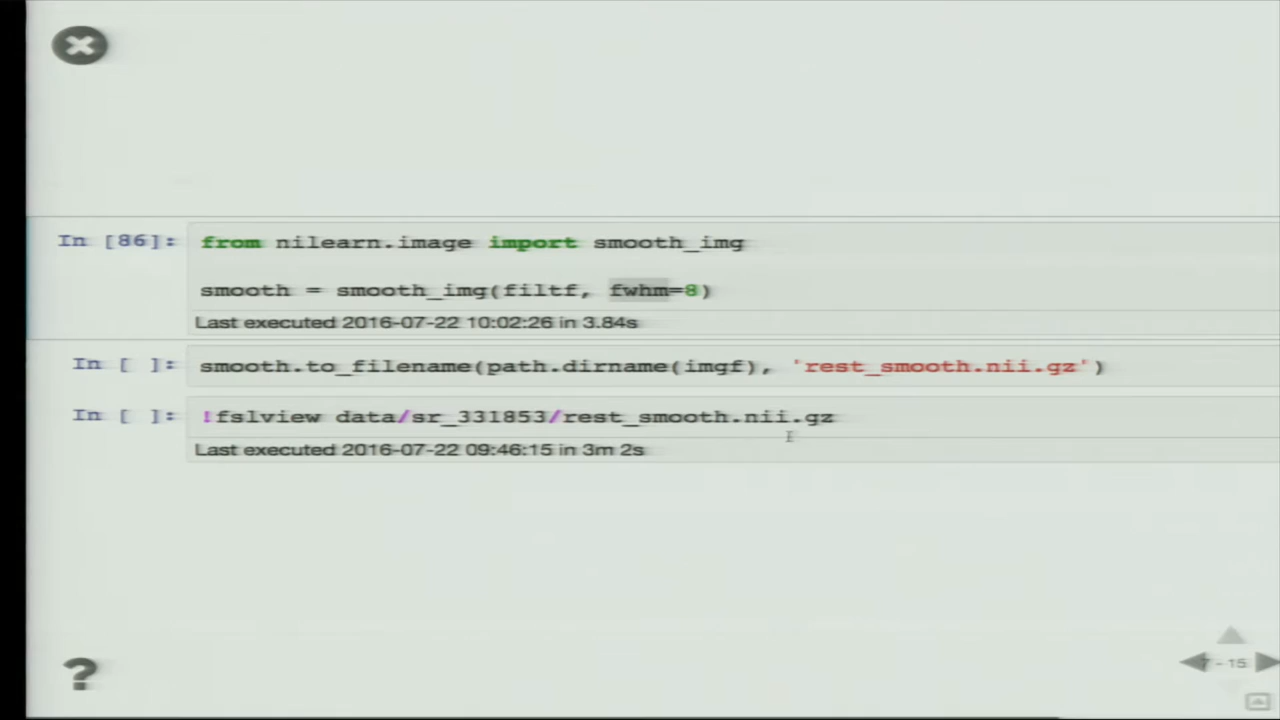 In [86]: from nilearn.image import smooth_img
smooth = smooth_img(filtf, fwhm=8)
Last executed 2016-07-22 10:02:26 in 3.84s
In [ ]: smooth.to_filename(path.dirname(imgf), 'rest_smooth.nii.gz')
In [ ]: !fslview data/sr_331853/rest_smooth.nii.gz
Last executed 2016-07-22 09:46:15 in 3m 2s
?
7 - 15